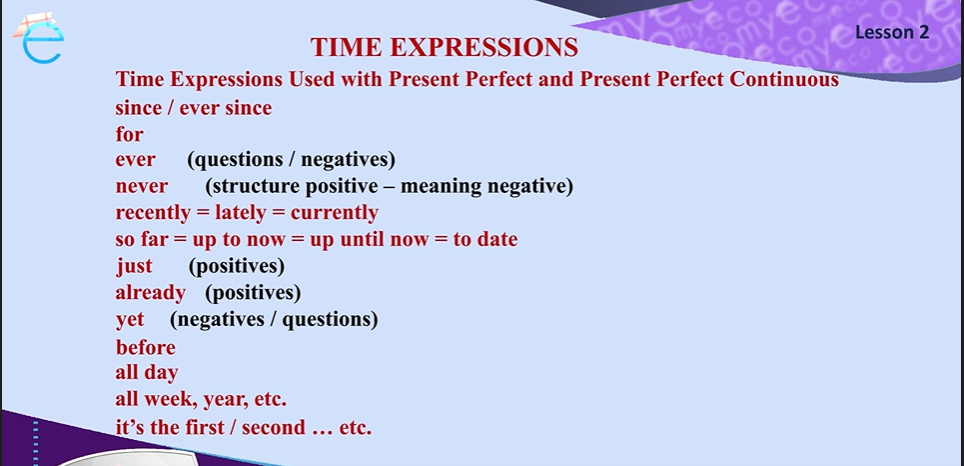 Lesson 2
TIME EXPRESSIONS
Time Expressions Used with Present Perfect and Present Perfect Continuous
since / ever since
for
ever (questions / negatives)
never (structure positive – meaning negative)
recently = lately = currently
so far = up to now = up until now = to date
just (positives)
already (positives)
yet (negatives / questions)
before
all day
all week, year, etc.
it's the first / second … etc.